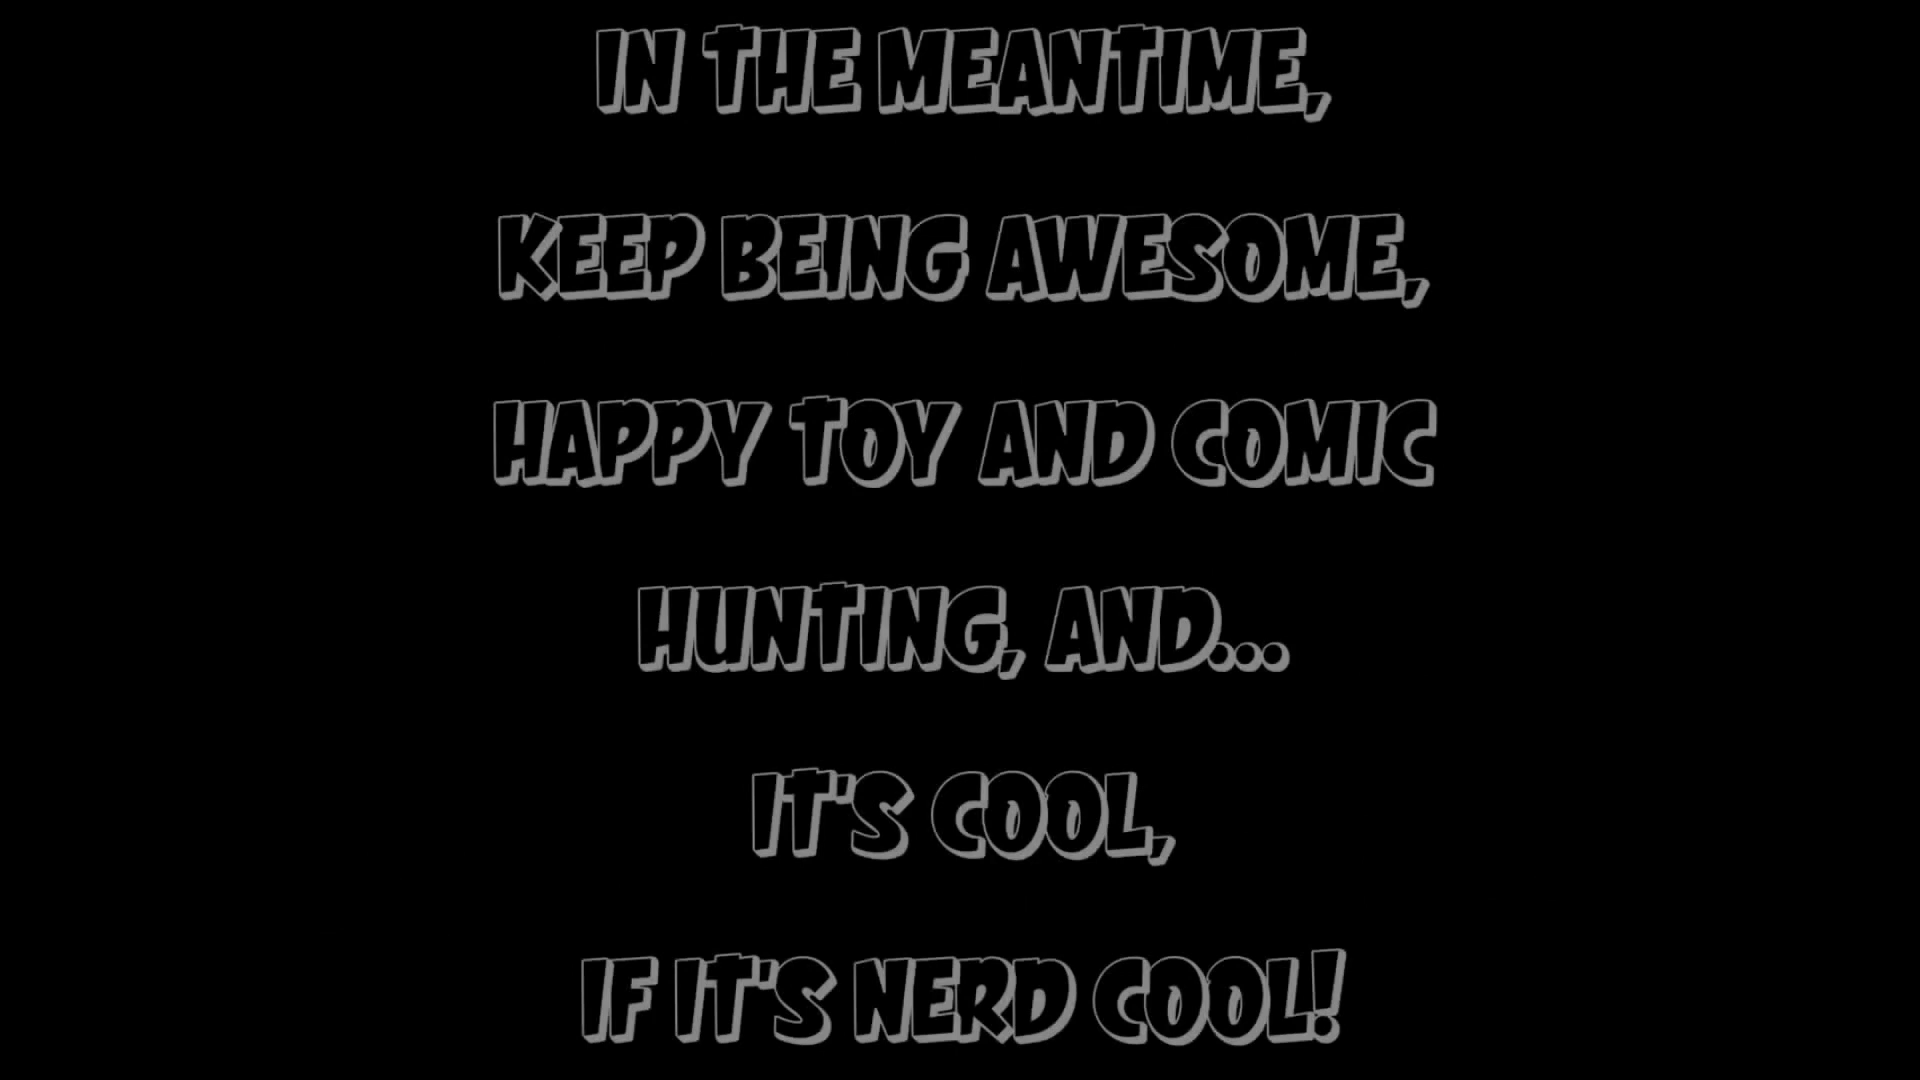 IN THE MEANTIME,
KEEP BEING AWESOME,
HAPPY TOY AND COMIC
HUNTING, AND...
IT'S COOL,
IF IT'S NERD COOL!